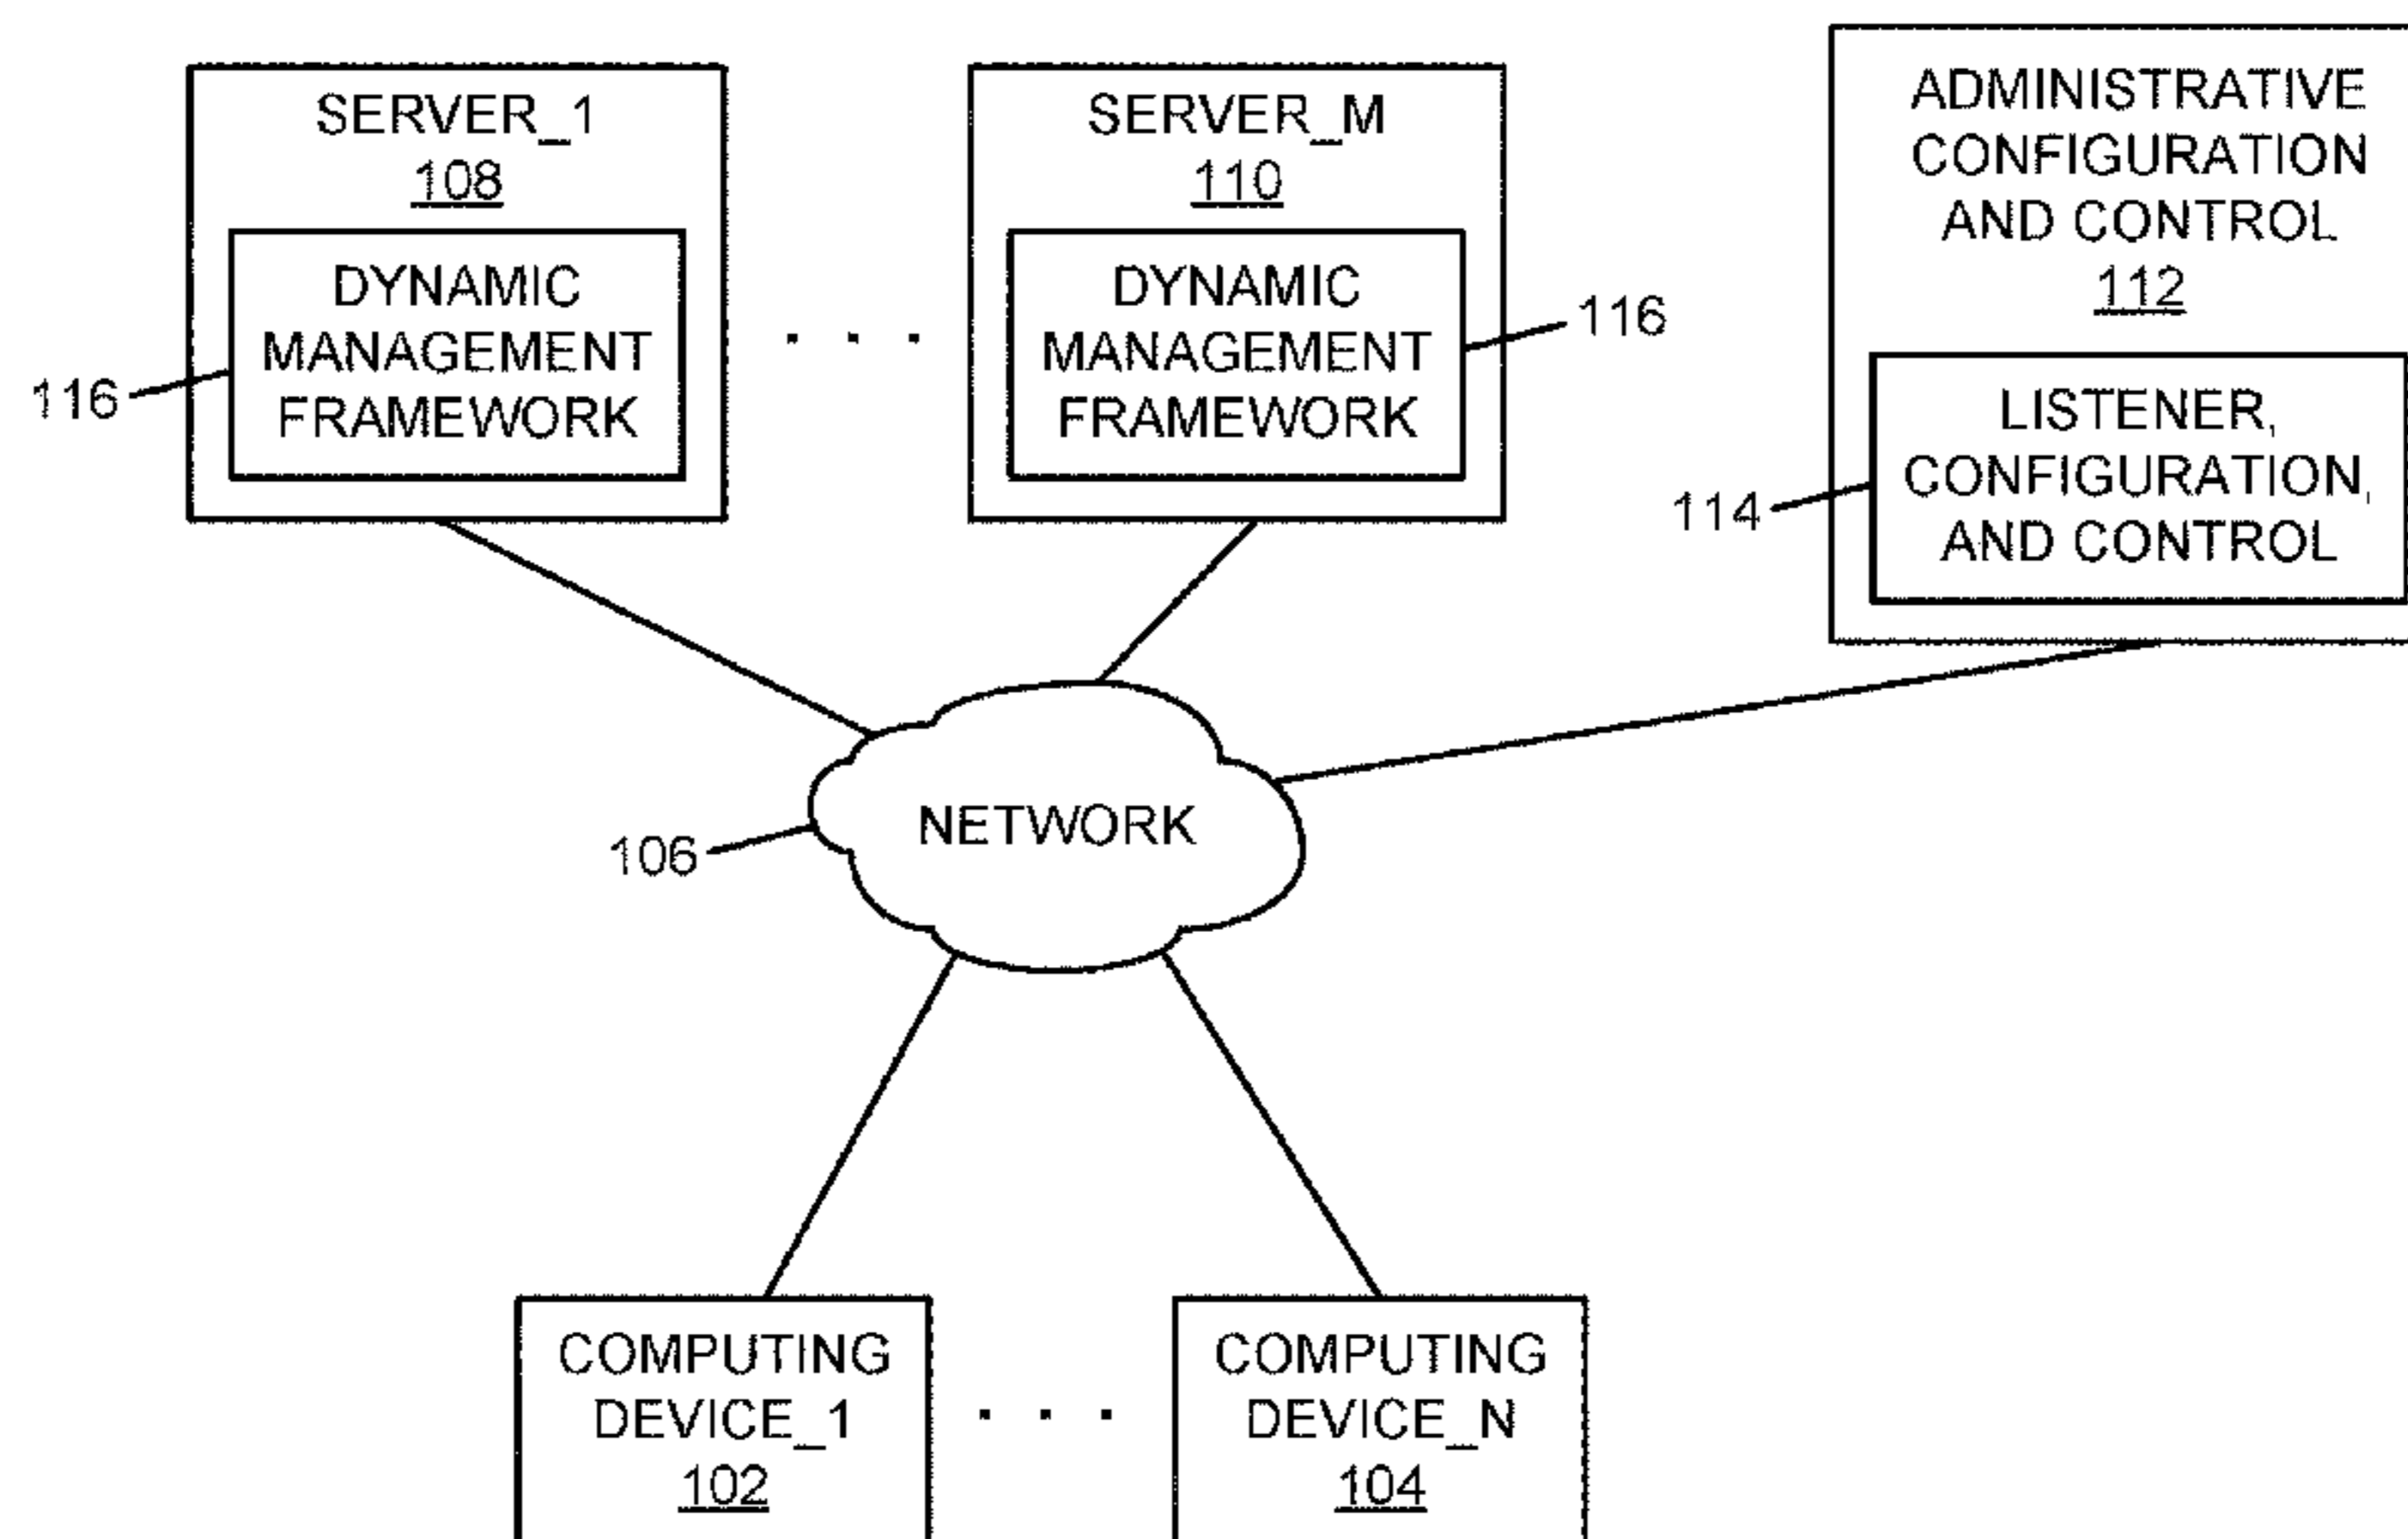 SERVER_1
108
DYNAMIC
MANAGEMENT
FRAMEWORK
116
. . .
SERVER_M
110
DYNAMIC
MANAGEMENT
FRAMEWORK
116
ADMINISTRATIVE
CONFIGURATION
AND CONTROL
112
LISTENER,
CONFIGURATION,
AND CONTROL
114
NETWORK
106
COMPUTING
DEVICE_1
102
. . .
COMPUTING
DEVICE_N
104